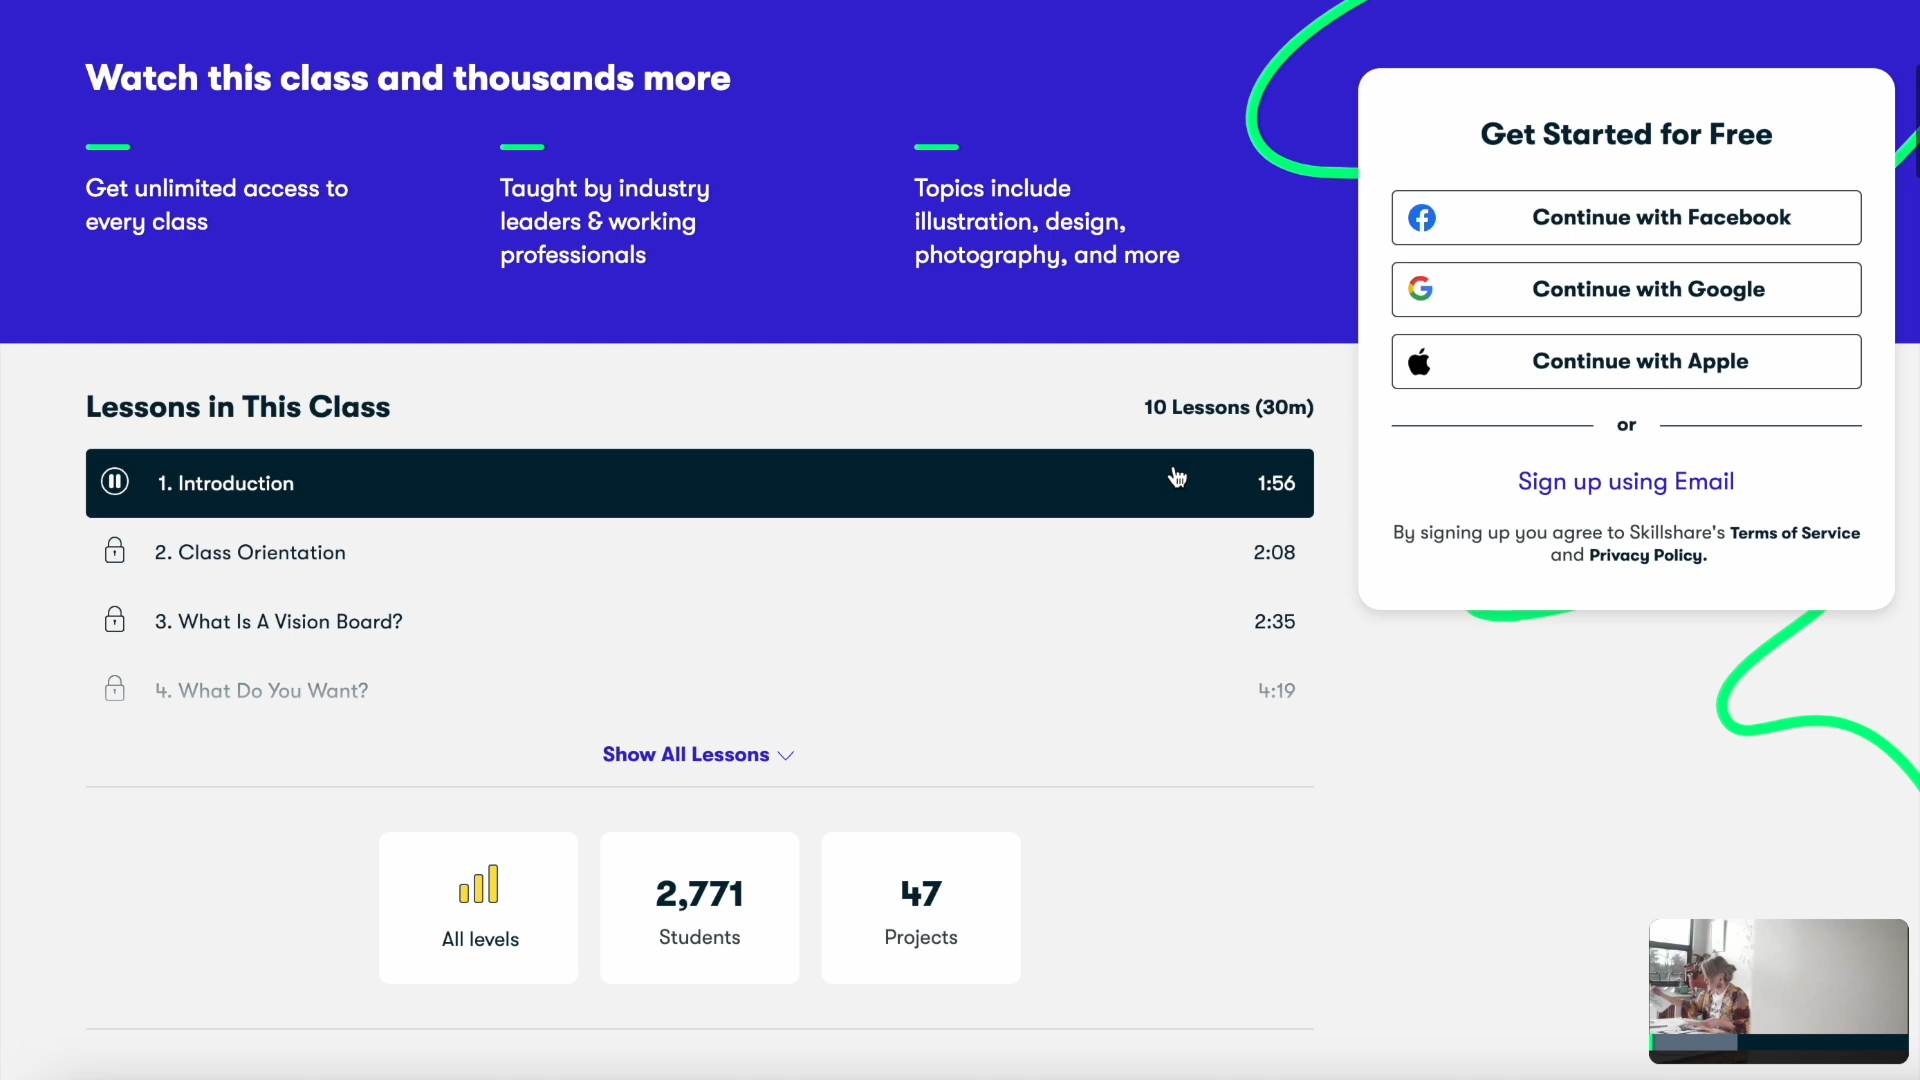 Watch this class and thousands more
Get unlimited access to
every class
Taught by industry
leaders & working
professionals
Topics include
illustration, design,
photography, and more
Get Started for Free
Continue with Facebook
Continue with Google
Continue with Apple
or
Sign up using Email
By signing up you agree to Skillshare's Terms of Service
and Privacy Policy.
Lessons in This Class
10 Lessons (30m)
1. Introduction
1:56
2. Class Orientation
2:08
3. What Is A Vision Board?
2:35
4. What Do You Want?
4:19
Show All Lessons
All levels
2,771
Students
47
Projects